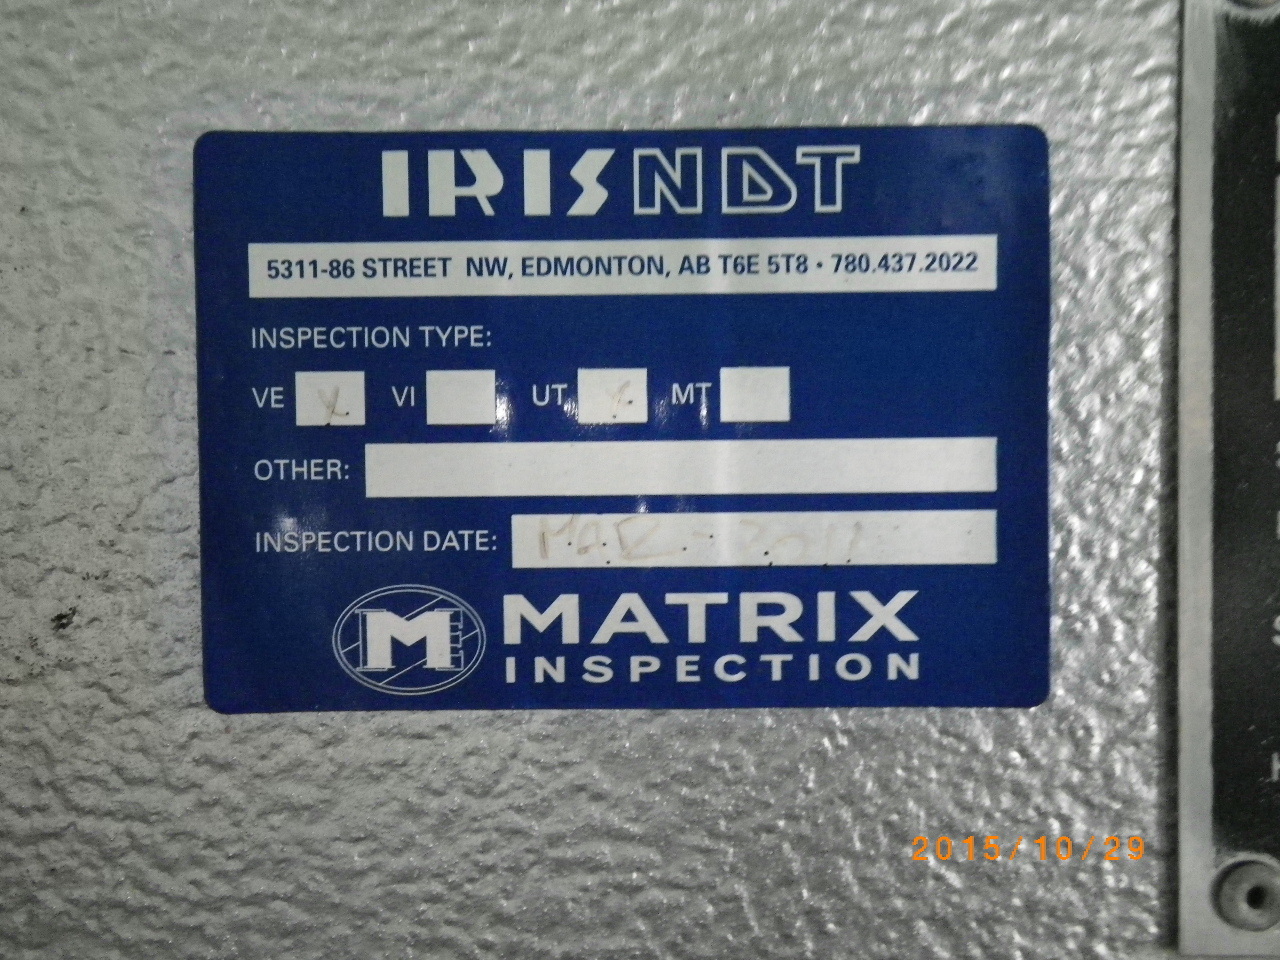 IRISNDT
5311-86 STREET NW, EDMONTON, AB T6E 5T8 • 780.437.2022
INSPECTION TYPE:
VE X VI UT X MT
OTHER:
INSPECTION DATE: MAR - 2011
M
MATRIX
INSPECTION
2015/10/29